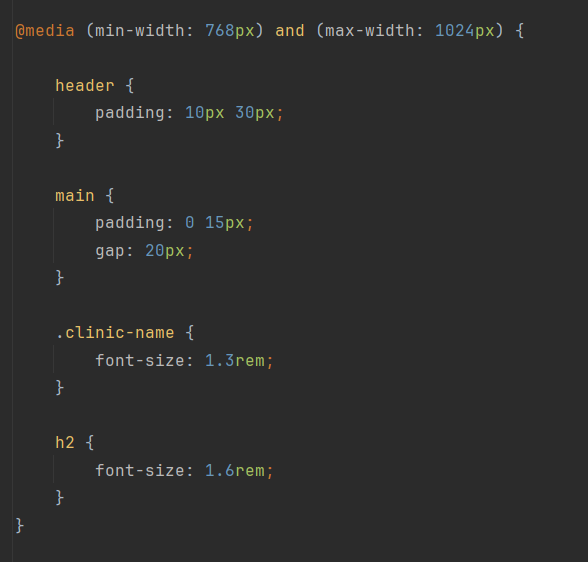 @media (min-width: 768px) and (max-width: 1024px) {
header {
padding: 10px 30px;
}
main {
padding: 0 15px;
gap: 20px;
}
.clinic-name {
font-size: 1.3rem;
}
h2 {
font-size: 1.6rem;
}
}